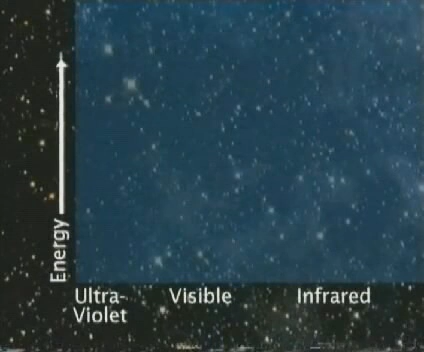 Energy
Ultra-
Violet
Visible
Infrared